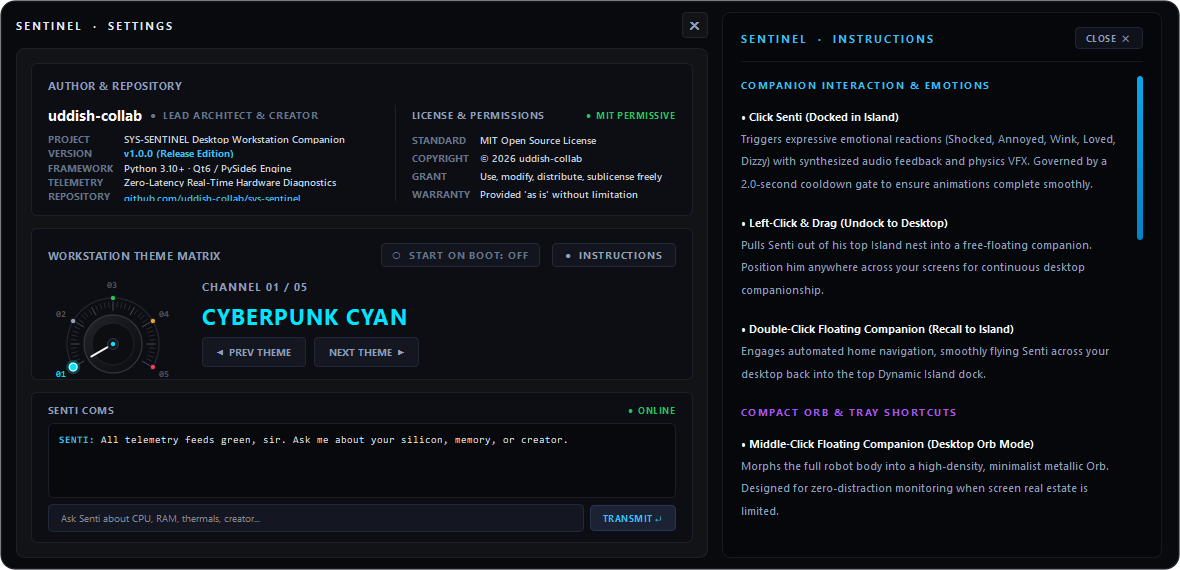 SENTINEL · SETTINGS
✕
AUTHOR & REPOSITORY
uddish-collab • LEAD ARCHITECT & CREATOR
PROJECT SYS-SENTINEL Desktop Workstation Companion
VERSION v1.0.0 (Release Edition)
FRAMEWORK Python 3.10+ · Qt6 / PySide6 Engine
TELEMETRY Zero-Latency Real-Time Hardware Diagnostics
REPOSITORY github.com/uddish-collab/sys-sentinel
LICENSE & PERMISSIONS ● MIT PERMISSIVE
STANDARD MIT Open Source License
COPYRIGHT © 2026 uddish-collab
GRANT Use, modify, distribute, sublicense freely
WARRANTY Provided 'as is' without limitation
WORKSTATION THEME MATRIX
○ START ON BOOT: OFF
● INSTRUCTIONS
03
02
04
01
05
CHANNEL 01 / 05
CYBERPUNK CYAN
◄ PREV THEME
NEXT THEME ►
SENTI COMS
● ONLINE
SENTI: All telemetry feeds green, sir. Ask me about your silicon, memory, or creator.
Ask Senti about CPU, RAM, thermals, creator...
TRANSMIT ↵
SENTINEL · INSTRUCTIONS
CLOSE ✕
COMPANION INTERACTION & EMOTIONS
• Click Senti (Docked in Island)
Triggers expressive emotional reactions (Shocked, Annoyed, Wink, Loved,
Dizzy) with synthesized audio feedback and physics VFX. Governed by a
2.0-second cooldown gate to ensure animations complete smoothly.
• Left-Click & Drag (Undock to Desktop)
Pulls Senti out of his top Island nest into a free-floating companion.
Position him anywhere across your screens for continuous desktop
companionship.
• Double-Click Floating Companion (Recall to Island)
Engages automated home navigation, smoothly flying Senti across your
desktop back into the top Dynamic Island dock.
COMPACT ORB & TRAY SHORTCUTS
• Middle-Click Floating Companion (Desktop Orb Mode)
Morphs the full robot body into a high-density, minimalist metallic Orb.
Designed for zero-distraction monitoring when screen real estate is
limited.